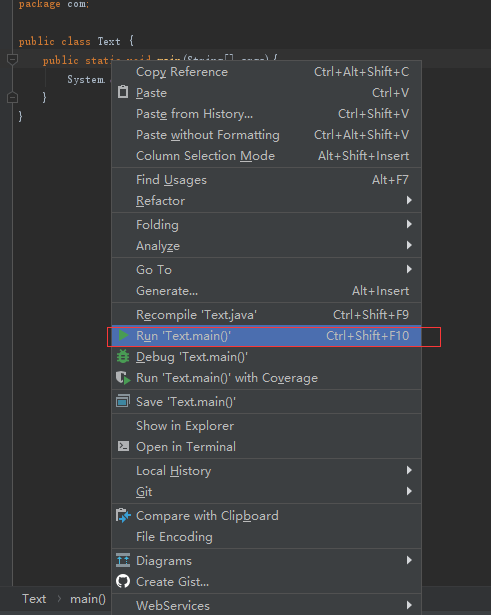 package com;
public class Text {
public static void main(String[] args){
System.
}
}
Copy Reference Ctrl+Alt+Shift+C
Paste Ctrl+V
Paste from History... Ctrl+Shift+V
Paste without Formatting Ctrl+Alt+Shift+V
Column Selection Mode Alt+Shift+Insert
Find Usages Alt+F7
Refactor
Folding
Analyze
Go To
Generate... Alt+Insert
Recompile 'Text.java' Ctrl+Shift+F9
Run 'Text.main()' Ctrl+Shift+F10
Debug 'Text.main()'
Run 'Text.main()' with Coverage
Save 'Text.main()'
Show in Explorer
Open in Terminal
Local History
Git
Compare with Clipboard
File Encoding
Diagrams
Create Gist...
WebServices
Text main()